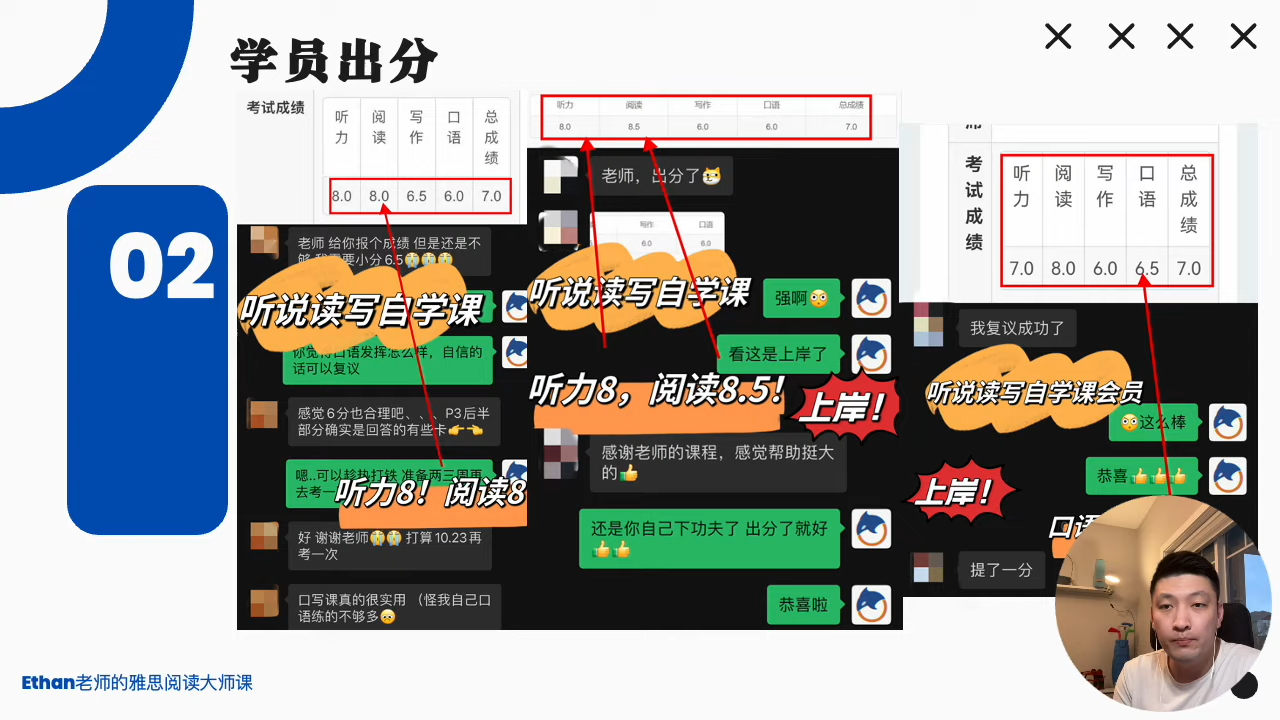 学员出分
02
考试成绩
听力
阅读
写作
口语
总成绩
8.0
8.0
6.5
6.0
7.0
老师 给你报个成绩 但是还是不
听说读写自学课
话可以复议
感觉6分也合理吧、、、P3后半
部分确实是回答的有些卡👉👈
嗯..可以趁热打铁 准备两三周再
去考一
听力8！阅读8
好 谢谢老师😭😭 打算10.23再
考一次
口写课真的很实用 （怪我自己口
语练的不够多
听力 阅读 写作 口语 总成绩
8.0 8.5 6.0 6.0 7.0
老师，出分了
写作 口语
6.0 6.0
听说读写自学课
强啊😳
看这是上岸了
听力8，阅读8.5！
上岸！
感谢老师的课程，感觉帮助挺大
的👍
还是你自己下功夫了 出分了就好
👍👍
恭喜啦
考试成绩
听力
阅读
写作
口语
总成绩
7.0
8.0
6.0
6.5
7.0
我复议成功了
听说读写自学课会员
😳这么棒
恭喜👍👍👍
上岸！
口语
提了一分
Ethan老师的雅思阅读大师课